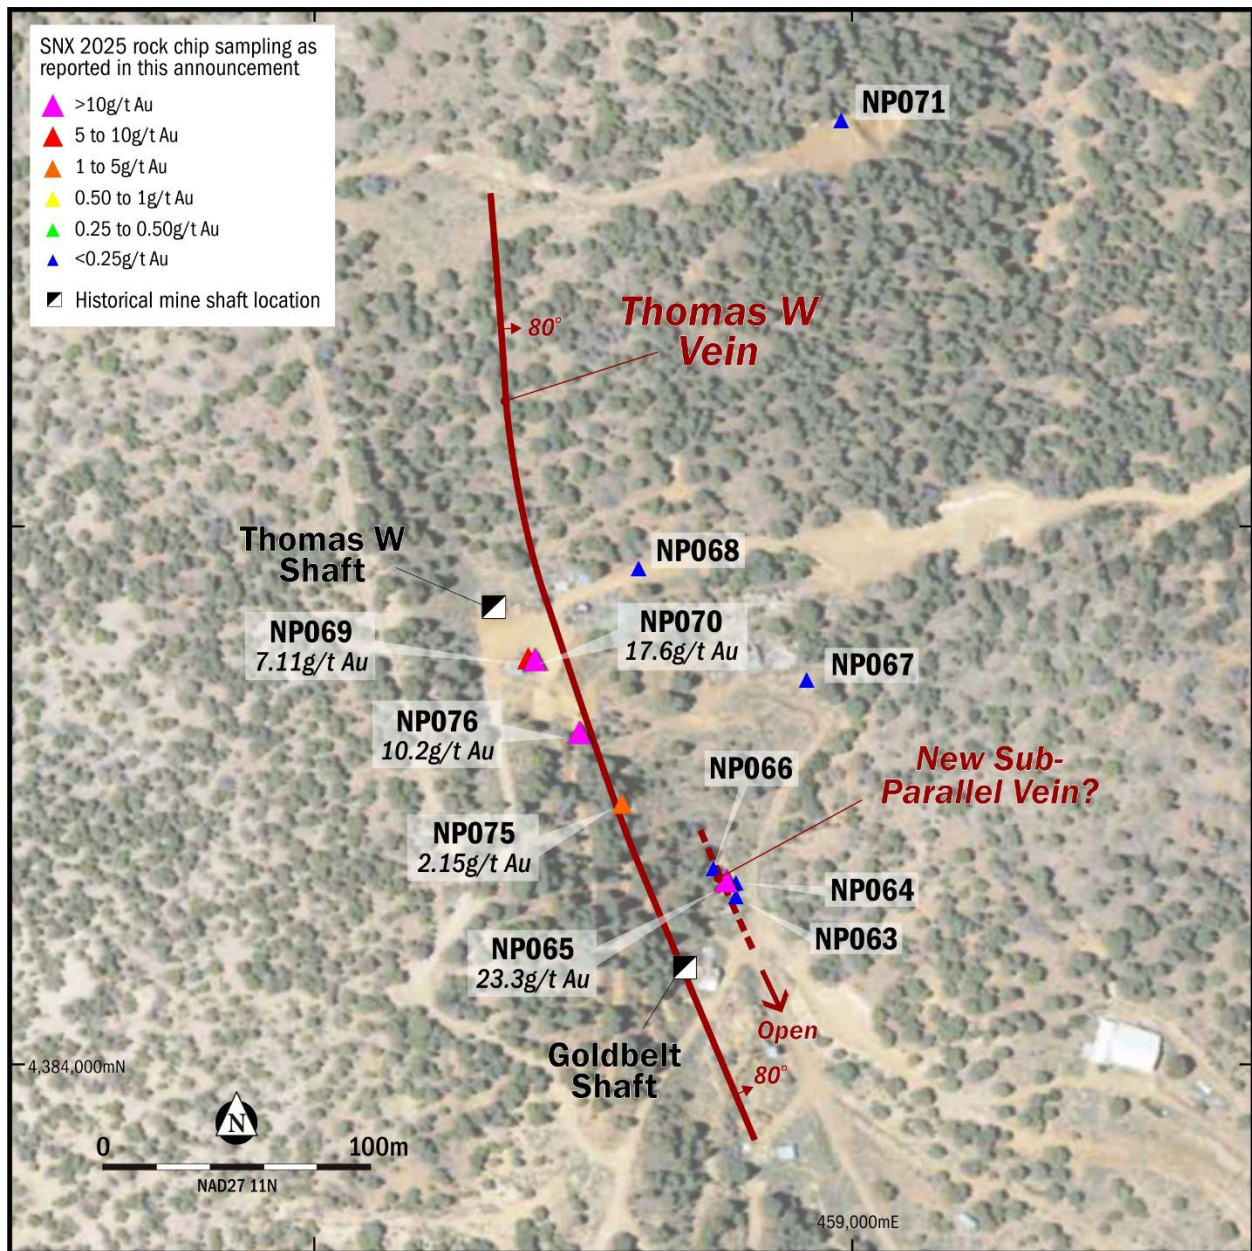 SNX 2025 rock chip sampling as
reported in this announcement
>10g/t Au
5 to 10g/t Au
1 to 5g/t Au
0.50 to 1g/t Au
0.25 to 0.50g/t Au
<0.25g/t Au
Historical mine shaft location
NP071
Thomas W
Vein
80°
Thomas W
Shaft
NP068
NP069
7.11g/t Au
NP070
17.6g/t Au
NP067
NP076
10.2g/t Au
New Sub-
Parallel Vein?
NP066
NP075
2.15g/t Au
NP064
NP063
NP065
23.3g/t Au
Open
Goldbelt
Shaft
80°
4,384,000mN
N
0 100m
NAD27 11N
459,000mE